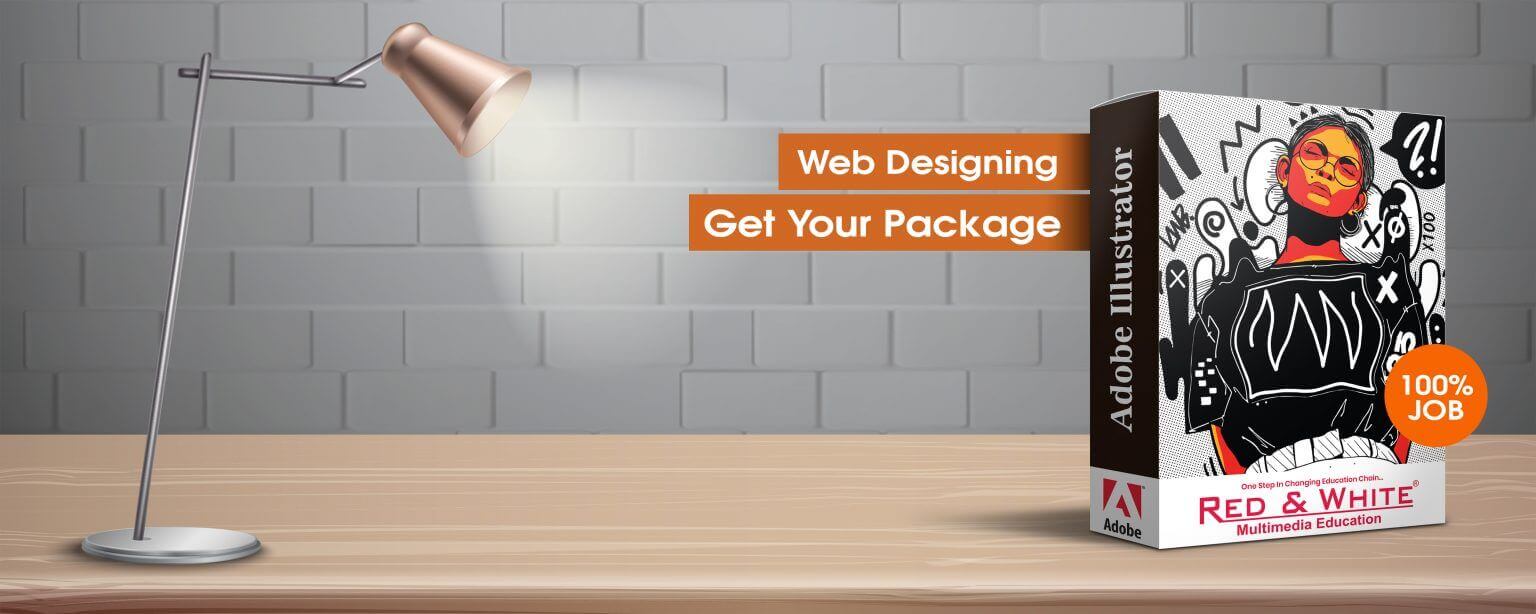 Web Designing
Get Your Package
Adobe Illustrator
?!
X100
100%
JOB
Adobe
One Step in Changing Education Chain...
RED & WHITE®
Multimedia Education